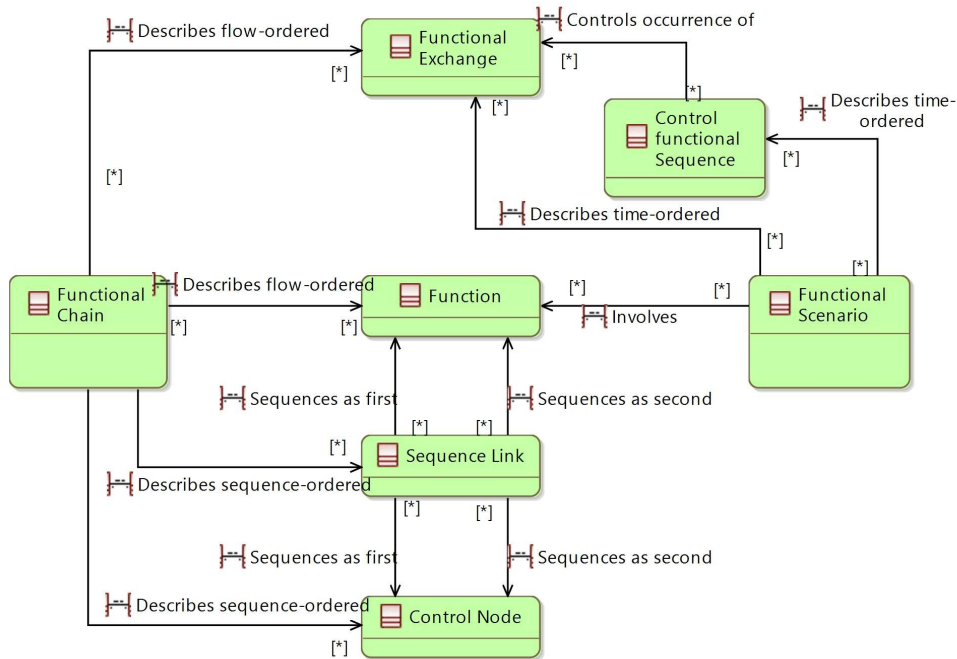 Describes flow-ordered
Functional
Exchange
Controls occurrence of
[*]
[*]
[*]
[*]
Describes time-
ordered
Control
functional
Sequence
[*]
[*]
Describes time-ordered
[*]
[*]
Functional
Chain
Describes flow-ordered
[*]
[*]
Function
[*]
[*]
Involves
Functional
Scenario
Sequences as first
Sequences as second
[*]
[*]
[*]
Sequence Link
Describes sequence-ordered
[*]
[*]
Sequences as first
Sequences as second
Describes sequence-ordered
Control Node
[*]